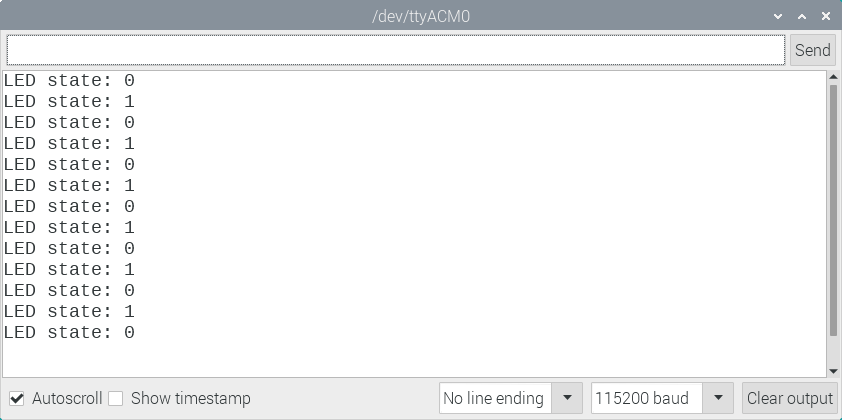 /dev/ttyACM0
Send
LED state: 0
LED state: 1
LED state: 0
LED state: 1
LED state: 0
LED state: 1
LED state: 0
LED state: 1
LED state: 0
LED state: 1
LED state: 0
LED state: 1
LED state: 0
Autoscroll Show timestamp No line ending 115200 baud Clear output